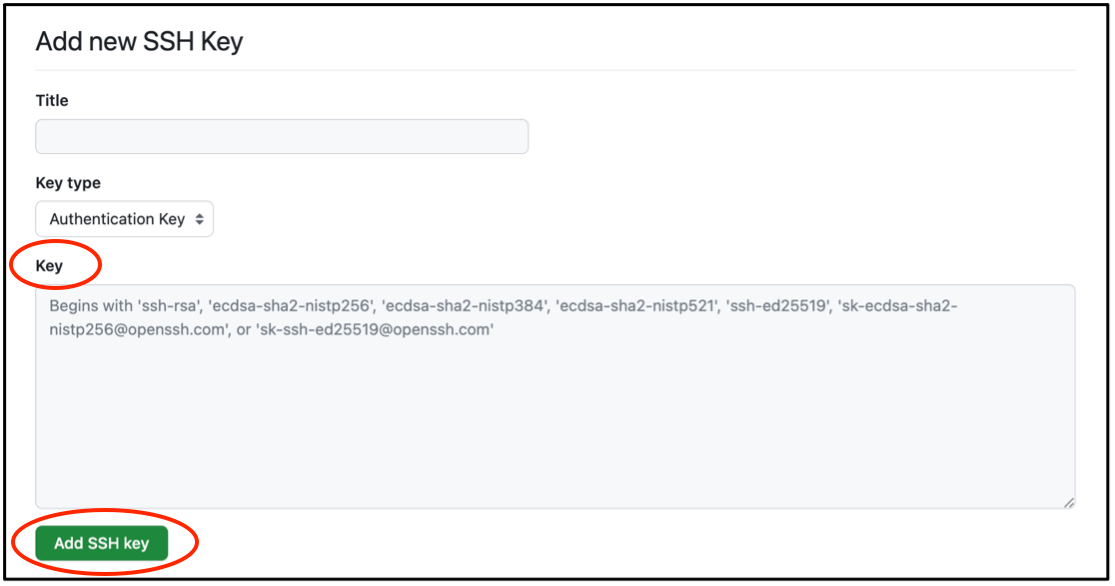 Add new SSH Key
Title
Key type
Authentication Key
Key
Begins with 'ssh-rsa', 'ecdsa-sha2-nistp256', 'ecdsa-sha2-nistp384', 'ecdsa-sha2-nistp521', 'ssh-ed25519', 'sk-ecdsa-sha2-
nistp256@openssh.com', or 'sk-ssh-ed25519@openssh.com'
Add SSH key